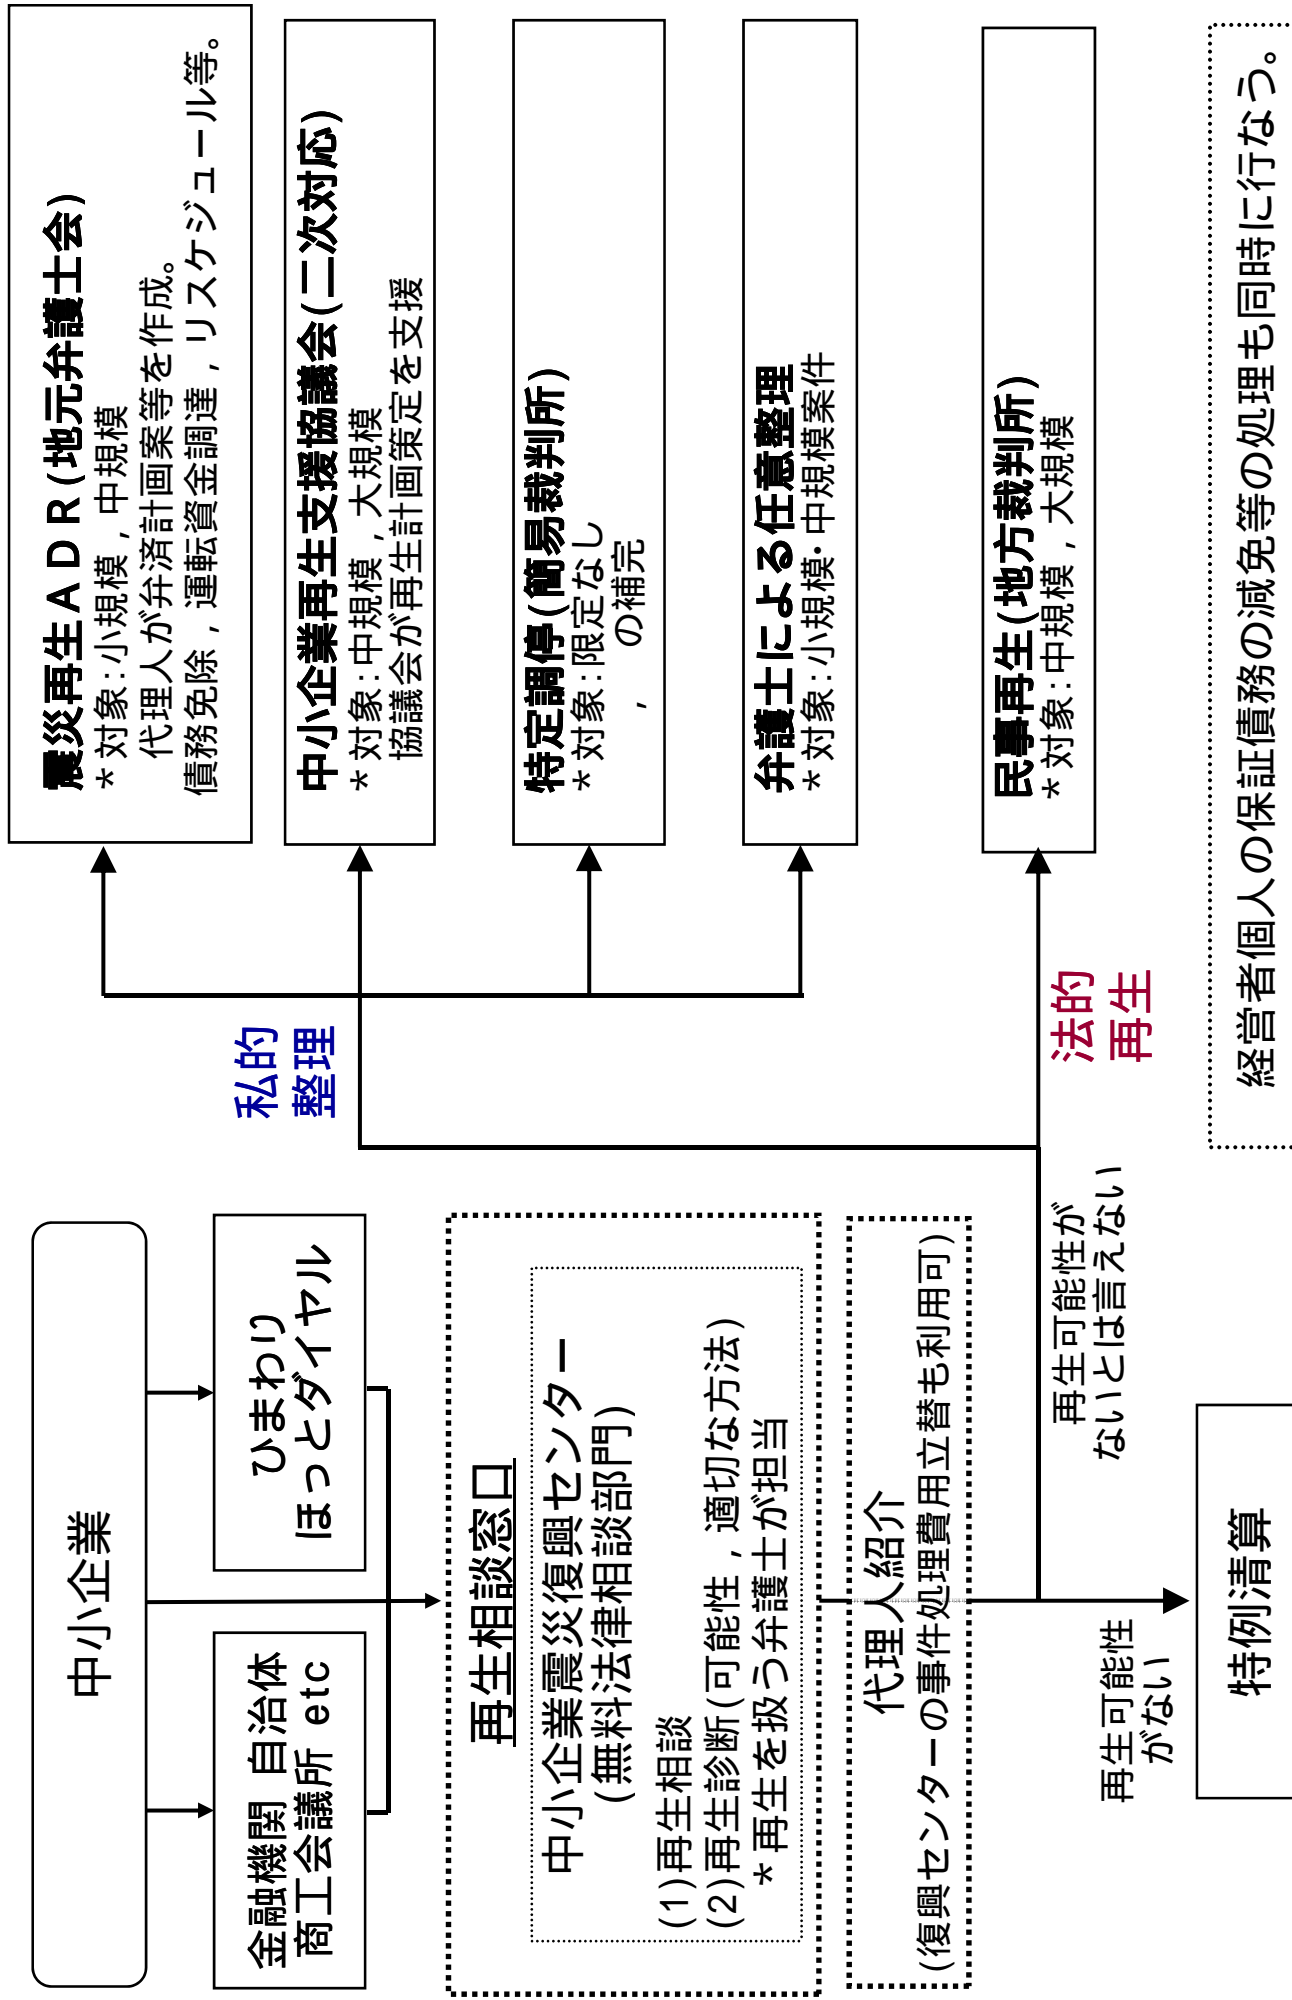 中小企業
金融機関 自治体
商工会議所 etc
ひまわり
ほっとダイヤル
再生相談窓口
中小企業震災復興センター
(無料法律相談部門)
(1)再生相談
(2)再生診断(可能性，適切な方法)
＊再生を扱う弁護士が担当
代理人紹介
(復興センターの事件処理費用立替も利用可)
再生可能性
がない
特例清算
再生可能性が
ないとは言えない
私的
整理
法的
再生
震災再生ＡＤＲ(地元弁護士会)
＊対象:小規模，中規模
代理人が弁済計画案等を作成。
債務免除，運転資金調達，リスケジュール等。
中小企業再生支援協議会(二次対応)
＊対象:中規模，大規模
協議会が再生計画策定を支援
特定調停(簡易裁判所)
＊対象:限定なし
， の補完
弁護士による任意整理
＊対象:小規模・中規模案件
民事再生(地方裁判所)
＊対象:中規模，大規模
経営者個人の保証債務の減免等の処理も同時に行なう。